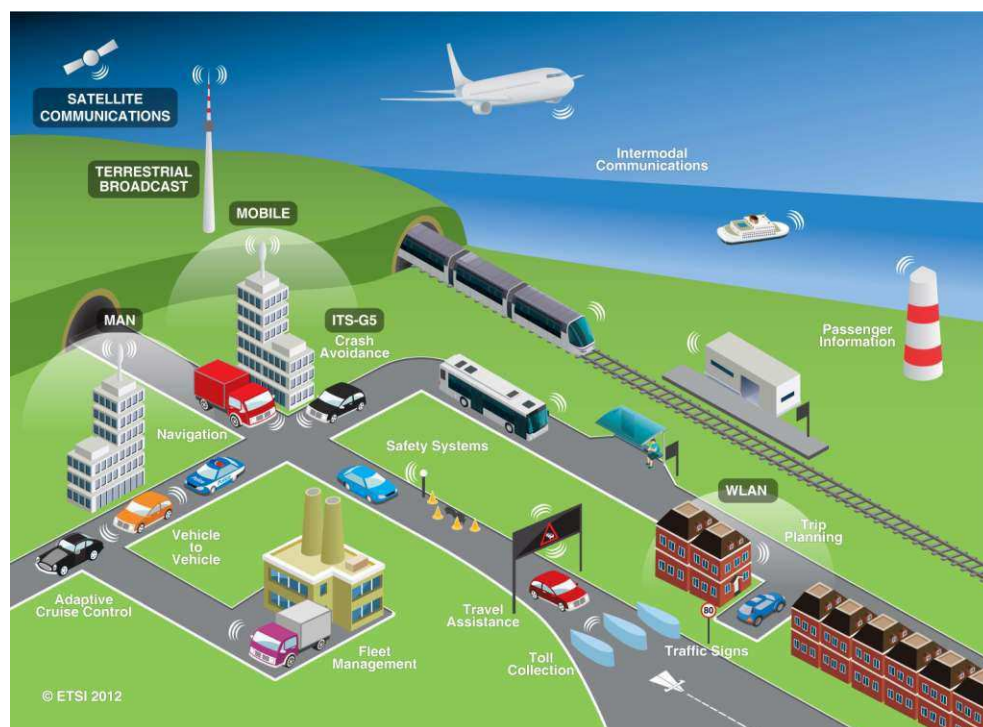 SATELLITE
COMMUNICATIONS
TERRESTRIAL
BROADCAST
Intermodal
Communications
MOBILE
MAN
ITS-G5
Crash
Avoidance
Passenger
Information
Navigation
Safety Systems
WLAN
Trip
Planning
Vehicle
to
Vehicle
Adaptive
Cruise Control
Travel
Assistance
80
Fleet
Management
Toll
Collection
Traffic Signs
© ETSI 2012